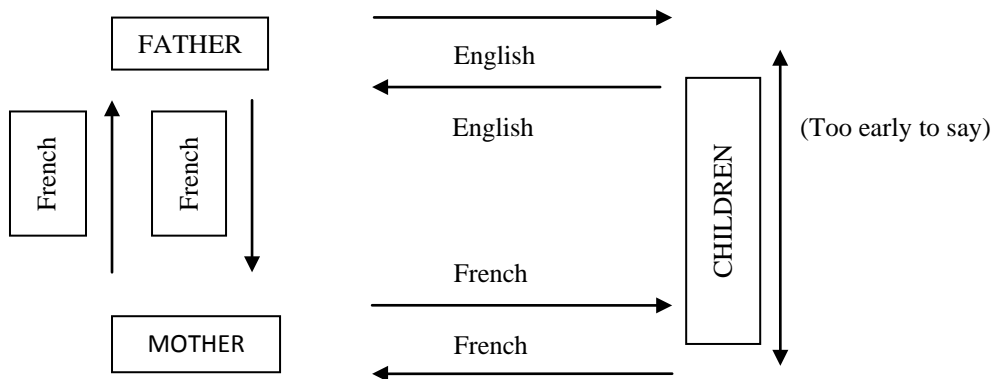 FATHER
English
English
(Too early to say)
French
French
CHILDREN
French
MOTHER
French